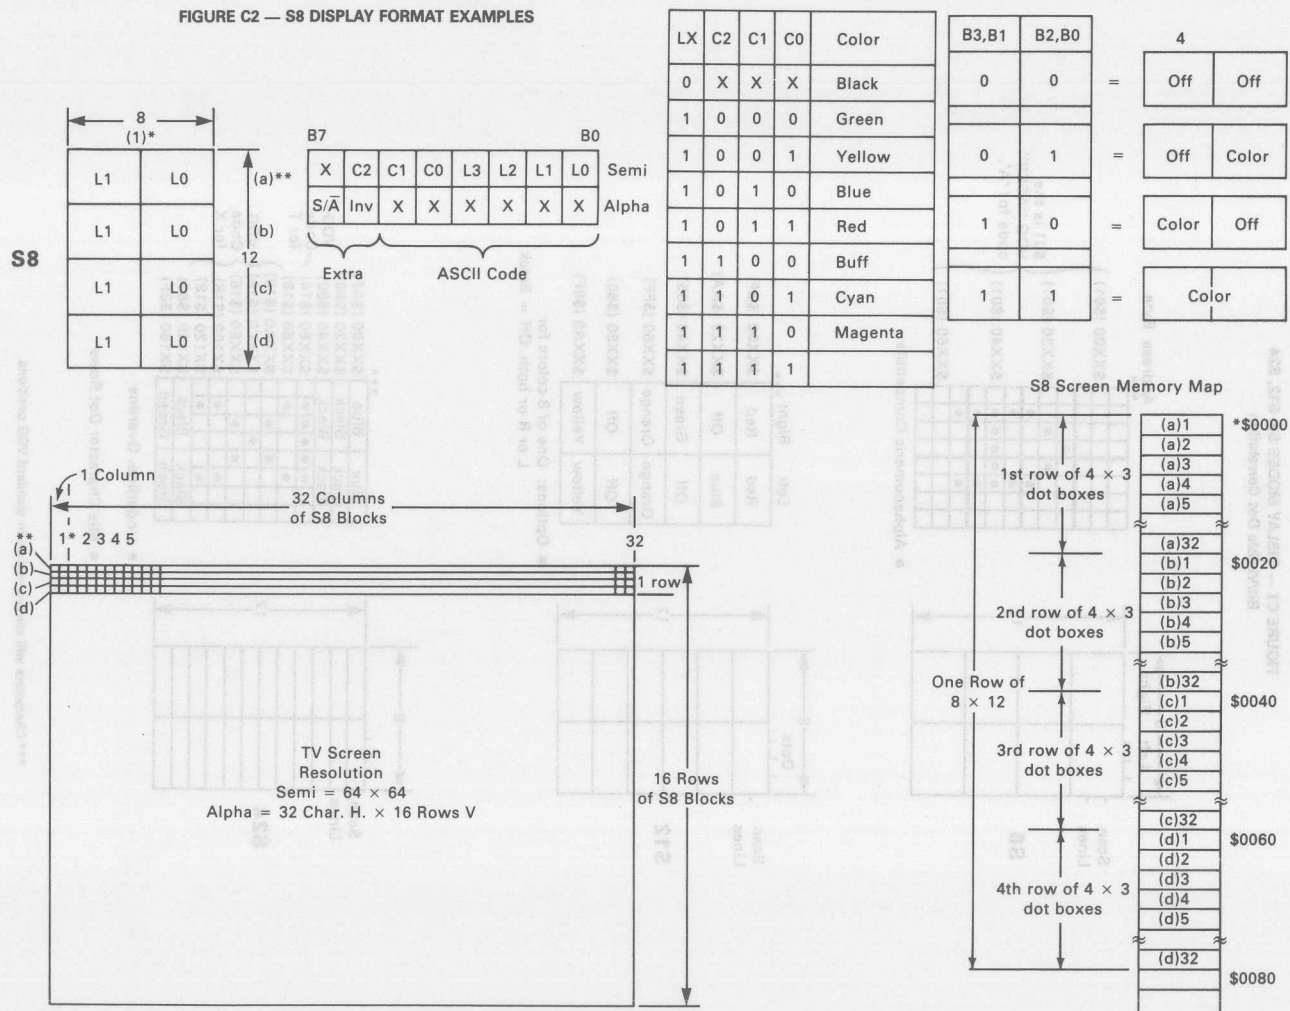 FIGURE C2 — S8 DISPLAY FORMAT EXAMPLES
S8
8
(1)*
L1 L0 (a)**
L1 L0 (b)
12
L1 L0 (c)
L1 L0 (d)
B7 B0
X C2 C1 C0 L3 L2 L1 L0 Semi
S/A̅ Inv X X X X X X Alpha
Extra ASCII Code
LX C2 C1 C0 Color
0 X X X Black
1 0 0 0 Green
1 0 0 1 Yellow
1 0 1 0 Blue
1 0 1 1 Red
1 1 0 0 Buff
1 1 0 1 Cyan
1 1 1 0 Magenta
1 1 1 1
B3,B1 B2,B0 4
0 0 = Off Off
0 1 = Off Color
1 0 = Color Off
1 1 = Color
1 Column
32 Columns
of S8 Blocks
** 1* 2 3 4 5 32
(a)
(b)
(c)
(d)
1 row
TV Screen
Resolution
Semi = 64 × 64
Alpha = 32 Char. H. × 16 Rows V
16 Rows
of S8 Blocks
S8 Screen Memory Map
One Row of
8 × 12
1st row of 4 × 3
dot boxes
(a)1 *$0000
(a)2
(a)3
(a)4
(a)5
(a)32
2nd row of 4 × 3
dot boxes
(b)1 $0020
(b)2
(b)3
(b)4
(b)5
(b)32
3rd row of 4 × 3
dot boxes
(c)1 $0040
(c)2
(c)3
(c)4
(c)5
(c)32
4th row of 4 × 3
dot boxes
(d)1 $0060
(d)2
(d)3
(d)4
(d)5
(d)32
$0080